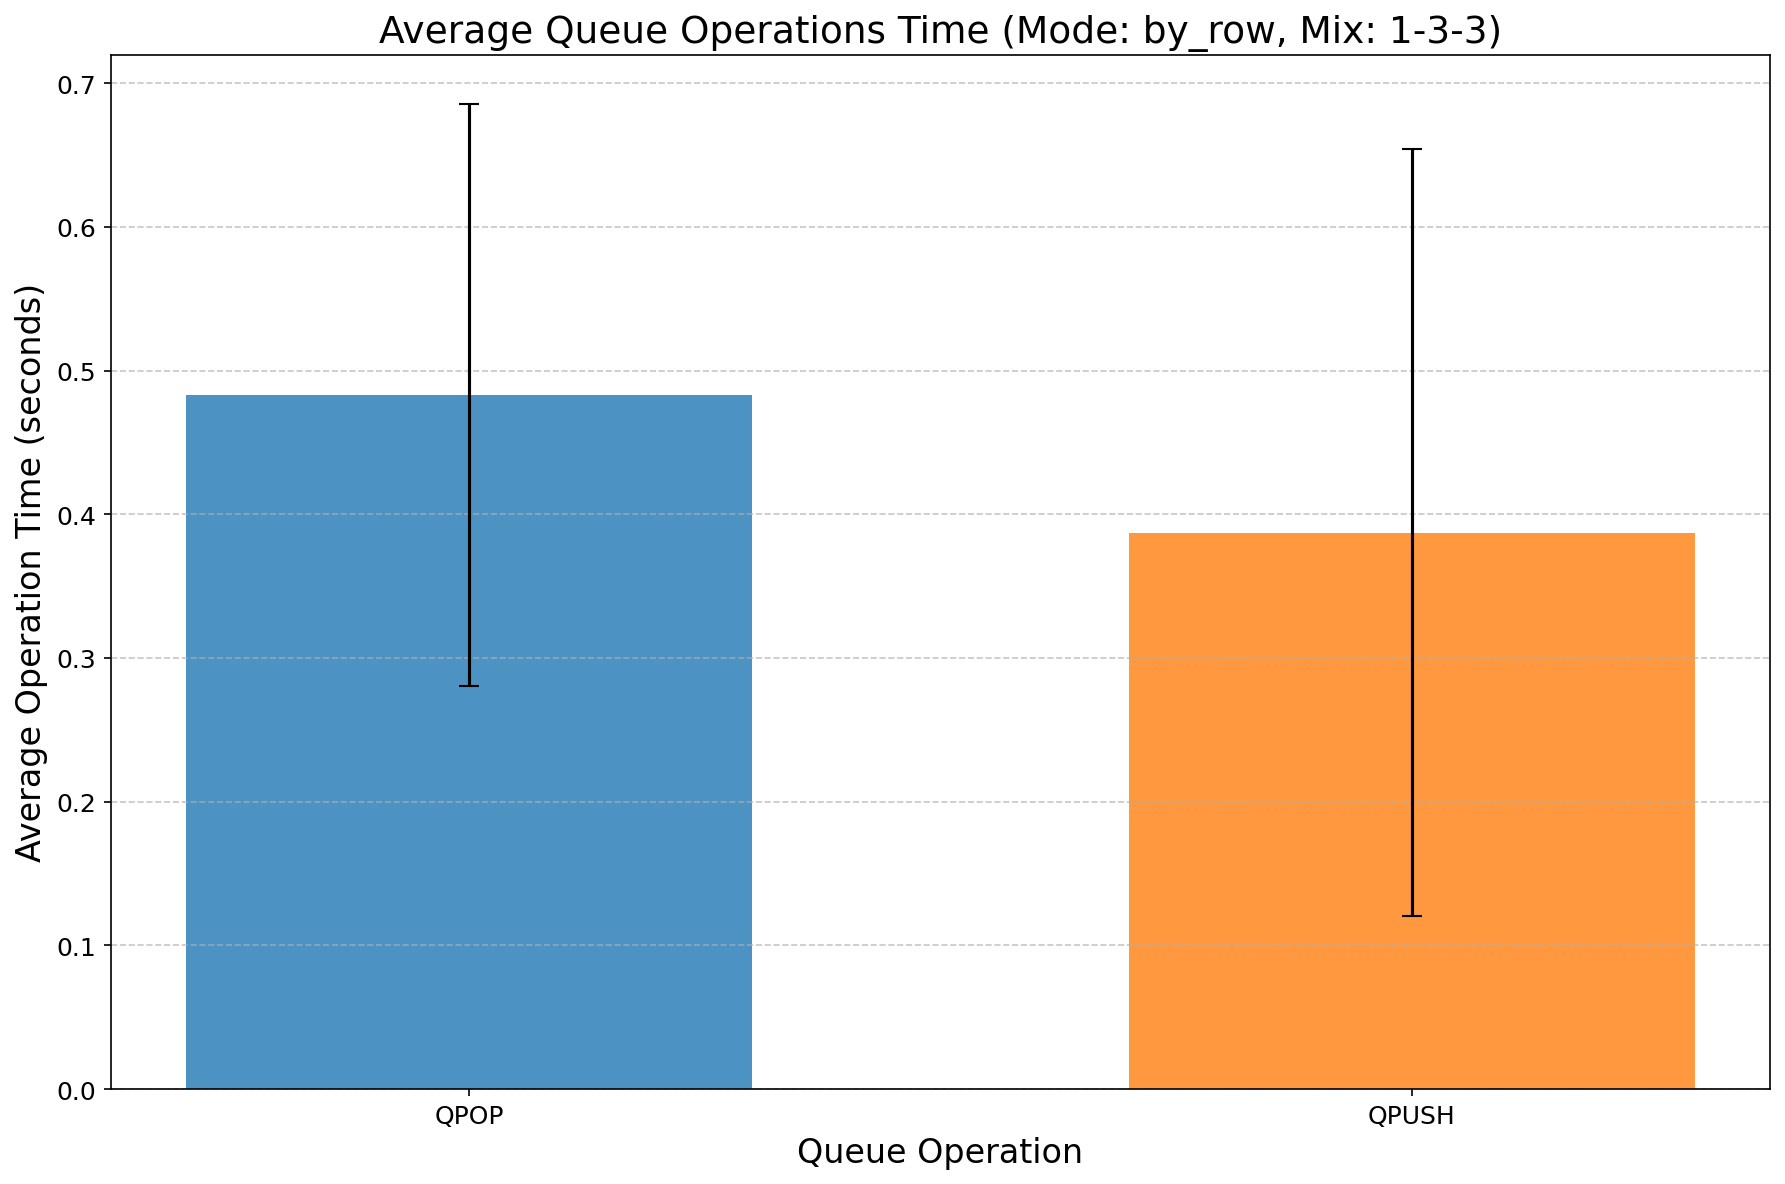 Average Queue Operations Time (Mode: by_row, Mix: 1-3-3)
Average Operation Time (seconds)
0.7
0.6
0.5
0.4
0.3
0.2
0.1
0.0
QPOP
QPUSH
Queue Operation